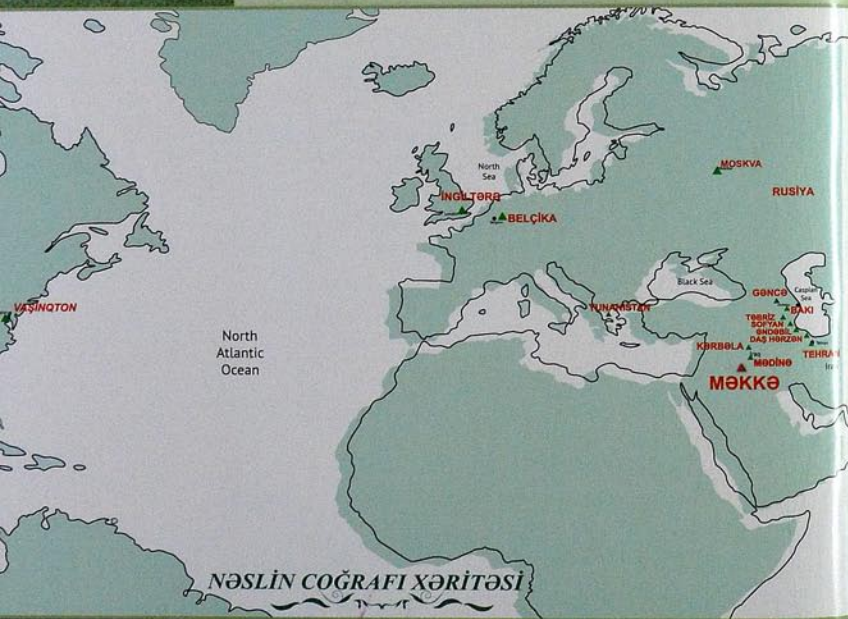 MOSKVA
North
Sea
RUSİYA
İNGİLTƏRƏ
BELÇİKA
Black Sea
Caspian
Sea
GƏNCƏ
VAŞİNQTON
YUNANISTAN
BAKI
TƏBRİZ
SOFYAN
ƏNDƏBİL
DAŞ HƏRZƏN
North
Atlantic
Ocean
KƏRBƏLA
TEHRAN
MƏDİNƏ
MƏKKƏ
NƏSLİN COĞRAFI XƏRİTƏSİ